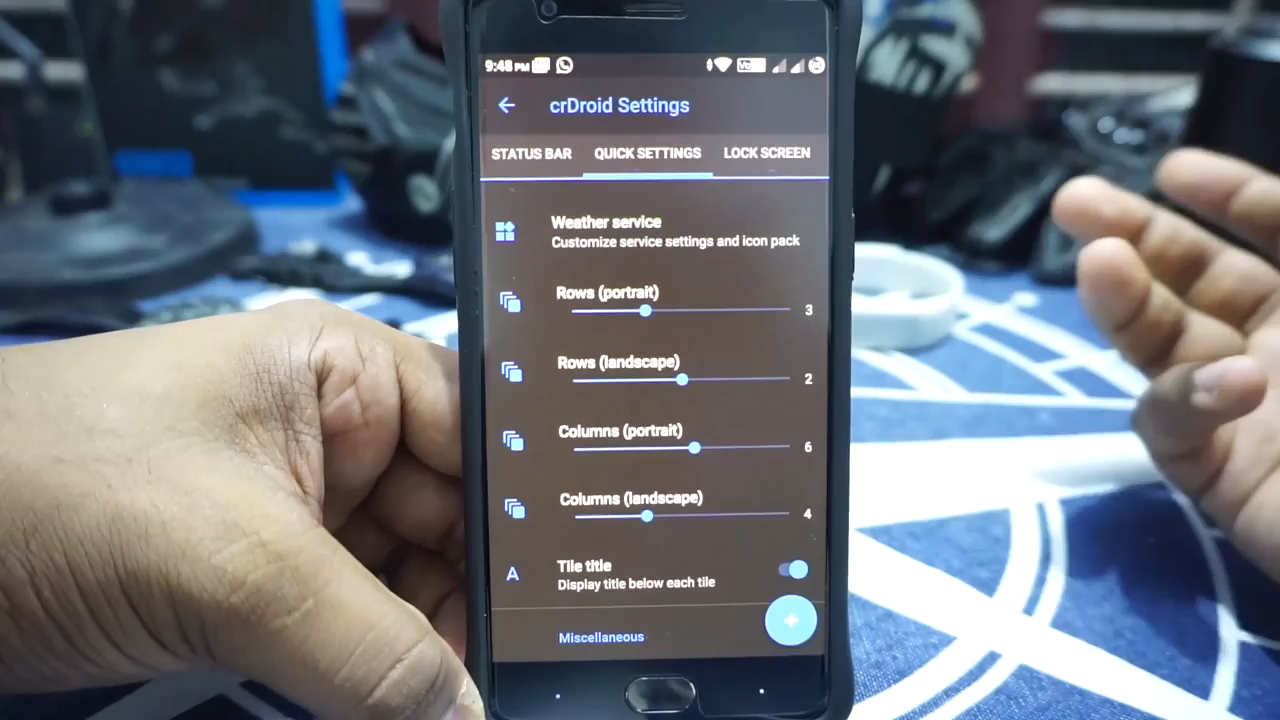 9:48 PM
crDroid Settings
STATUS BAR QUICK SETTINGS LOCK SCREEN
Weather service
Customize service settings and icon pack
Rows (portrait)
3
Rows (landscape)
2
Columns (portrait)
6
Columns (landscape)
4
A
Tile title
Display title below each tile
Miscellaneous